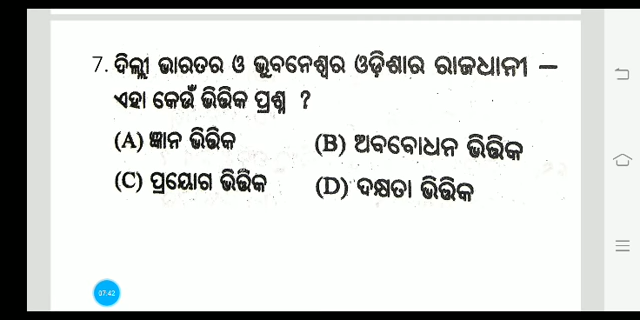 7. ଦିଲ୍ଲୀ ଭାରତର ଓ ଭୁବନେଶ୍ୱର ଓଡ଼ିଶାର ରାଜଧାନୀ —
ଏହା କେଉଁ ଭିତ୍ତିକ ପ୍ରଶ୍ନ ?
(A) ଜ୍ଞାନ ଭିତ୍ତିକ (B) ଅବବୋଧନ ଭିତ୍ତିକ
(C) ପ୍ରୟୋଗ ଭିତ୍ତିକ (D) ଦକ୍ଷତା ଭିତ୍ତିକ
07:42